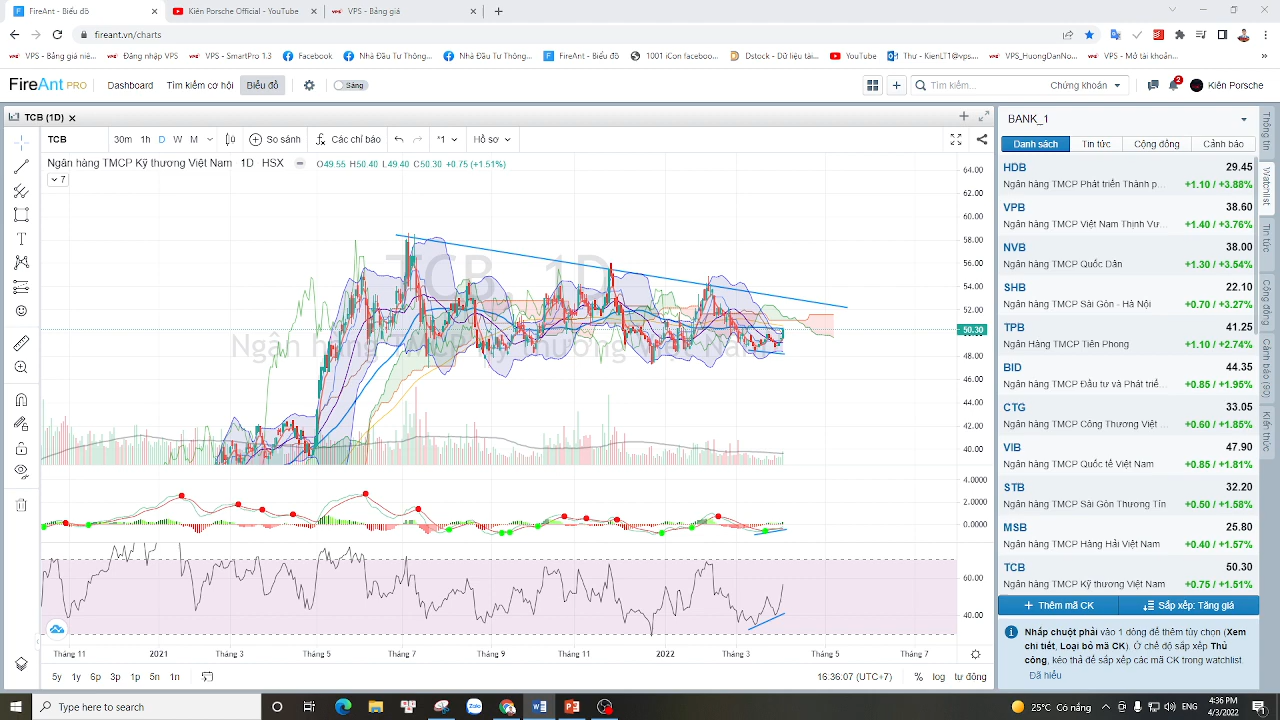 FireAnt - Biểu đồ
Kiên Porsche Official - YouTube
VPS - Bảng giá
fireant.vn/charts
VPS - Bảng giá niê...
Đăng nhập VPS
VPS - SmartPro 1.3
Facebook
Nhà Đầu Tư Thông...
Nhà Đầu Tư Thông...
FireAnt - Biểu đồ
1001 iCon faceboo...
Dstock - Dữ liệu tài...
YouTube
Thư - KienLT1@vps...
VPS_HuongDanNo...
VPS - Mô giới
FireAnt PRO
Dashboard
Tìm kiếm cơ hội
Biểu đồ
Sáng
Tìm kiếm...
Chứng khoán
2
Kiên Porsche
TCB (1D)
TCB
30m 1h D W M
So sánh
Các chỉ báo
*1
Hồ sơ
Ngân hàng TMCP Kỹ thương Việt Nam 1D HSX
O49.55 H50.40 L49.40 C50.30 +0.75 (+1.51%)
7
TCB, 1D
64.00
62.00
60.00
58.00
56.00
54.00
52.00
50.30
48.00
46.00
44.00
42.00
40.00
4.0000
2.0000
0.0000
60.00
40.00
Tháng 11
2021
Tháng 3
Tháng 5
Tháng 7
Tháng 9
Tháng 11
2022
Tháng 3
Tháng 5
Tháng 7
5y 1y 6p 3p 1p 5n 1n
16:36:07 (UTC+7)
% log tự động
BANK_1
Danh sách
Tin tức
Cộng đồng
Cảnh báo
HDB 29.45
Ngân hàng TMCP Phát triển Thành p... +1.10 / +3.88%
VPB 38.60
Ngân hàng TMCP Việt Nam Thịnh Vư... +1.40 / +3.76%
NVB 38.00
Ngân hàng TMCP Quốc dân +1.30 / +3.54%
SHB 22.10
Ngân hàng TMCP Sài Gòn - Hà Nội +0.70 / +3.27%
TPB 41.25
Ngân Hàng TMCP Tiên Phong +1.10 / +2.74%
BID 44.35
Ngân hàng TMCP Đầu tư và Phát triể... +0.85 / +1.95%
CTG 33.05
Ngân hàng TMCP Công Thương Việt ... +0.60 / +1.85%
VIB 47.90
Ngân hàng TMCP Quốc tế Việt Nam +0.85 / +1.81%
STB 32.20
Ngân hàng TMCP Sài Gòn Thương Tín +0.50 / +1.58%
MSB 25.80
Ngân hàng TMCP Hàng Hải Việt Nam +0.40 / +1.57%
TCB 50.30
Ngân hàng TMCP Kỹ thương Việt Nam +0.75 / +1.51%
Thêm mã CK
Sắp xếp: Tăng giá
Nhấp chuột phải vào 1 dòng để thêm tùy chọn (Xem
chi tiết, Loại bỏ mã CK). Ở chế độ sắp xếp Thủ
công, kéo thả để sắp xếp các mã CK trong watchlist.
Đã hiểu
Thông tin
Watchlist
Tin tức
Cộng đồng
Cảnh báo (60)
Kiến thức
Type here to search
25°C Nắng
4:36 PM
4/3/2022